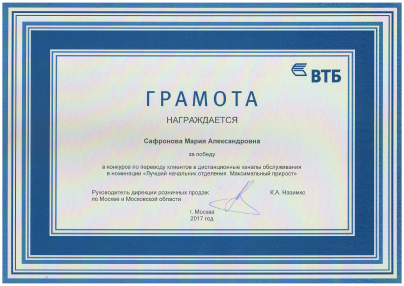 ВТБ
ГРАМОТА
НАГРАЖДАЕТСЯ
Сафронова Мария Александровна
за победу
в конкурсе по переводу клиентов в дистанционные каналы обслуживания
в номинации «Лучший начальник отделения. Максимальный прирост»
Руководитель дирекции розничных продаж
по Москве и Московской области
К.А. Назимко
г. Москва
2017 год